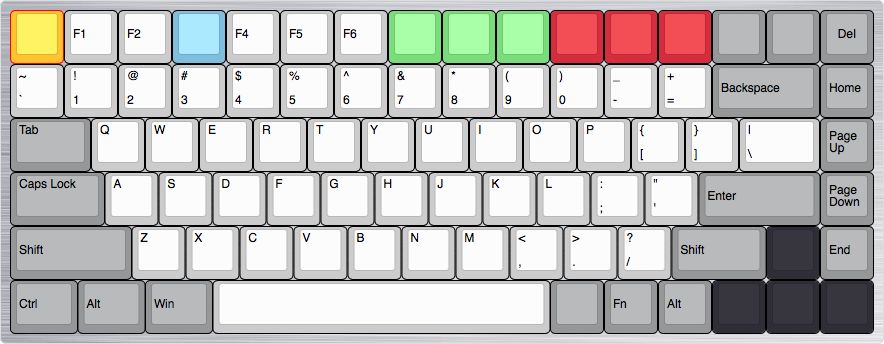 F1 F2 F4 F5 F6 Del
~ ! @ # $ % ^ & * ( ) _ + Backspace Home
` 1 2 3 4 5 6 7 8 9 0 - =
Tab Q W E R T Y U I O P { } | Page Up
[ ] \
Caps Lock A S D F G H J K L : " Enter Page Down
; '
Shift Z X C V B N M < > ? Shift End
, . /
Ctrl Alt Win Fn Alt